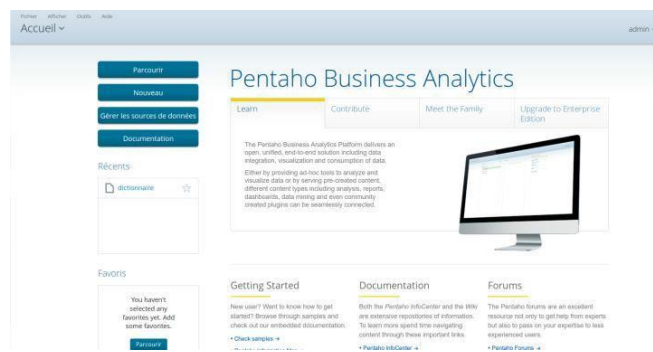 Fichier Afficher Outils Aide
Accueil
admin
Parcourir
Nouveau
Gérer les sources de données
Documentation
Récents
dictionnaire
Favoris
You haven't
selected any
favorites yet. Add
some favorites.
Parcourir
Pentaho Business Analytics
Learn
Contribute
Meet the Family
Upgrade to Enterprise
Edition
The Pentaho Business Analytics Platform delivers an
open, unified, end-to-end solution including data
integration, visualization and consumption of data.
Either by providing ad-hoc tools to analyze and
visualize data or by serving pre-created content,
different content types including analysis, reports,
dashboards, data mining and even community
created plugins can be seamlessly connected.
Getting Started
New user? Want to know how to get
started? Browse through samples and
check out our embedded documentation.
• Check samples →
Documentation
Both the Pentaho InfoCenter and the Wiki
are extensive repositories of information.
To learn more spend time navigating
content through these important links.
• Pentaho InfoCenter →
Forums
The Pentaho forums are an excellent
resource not only to get help from experts
but also to pass on your expertise to less
experienced users.
• Pentaho Forums →